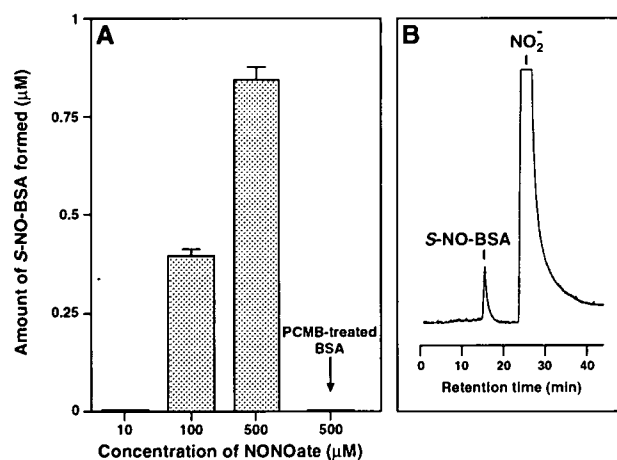 A
Amount of S-NO-BSA formed (μM)
1
0.75
0.5
0.25
0
PCMB-treated
BSA
10
100
500
500
Concentration of NONOate (μM)
B
NO₂⁻
S-NO-BSA
0
10
20
30
40
Retention time (min)